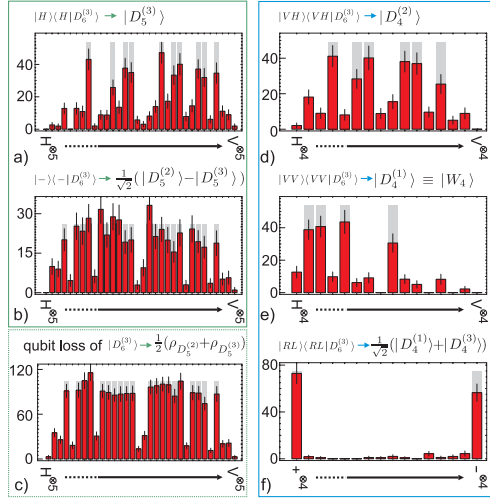 |H⟩⟨H|D₆⁽³⁾⟩ → |D₅⁽³⁾⟩
40
20
0
a)
H⊗5
V⊗5
|−⟩⟨−|D₆⁽³⁾⟩ → 1/√2(|D₅⁽²⁾⟩−|D₅⁽³⁾⟩)
30
15
0
b)
H⊗5
V⊗5
qubit loss of |D₆⁽³⁾⟩ → ½(ρD₅⁽²⁾+ρD₅⁽³⁾)
120
80
40
0
c)
H⊗5
V⊗5
|VH⟩⟨VH|D₆⁽³⁾⟩ → |D₄⁽²⁾⟩
40
20
0
d)
H⊗4
V⊗4
|VV⟩⟨VV|D₆⁽³⁾⟩ → |D₄⁽¹⁾⟩ ≡ |W₄⟩
40
20
0
e)
H⊗4
V⊗4
|RL⟩⟨RL|D₆⁽³⁾⟩ → 1/√2(|D₄⁽¹⁾⟩+|D₄⁽³⁾⟩)
80
40
0
f)
+⊗4
−⊗4